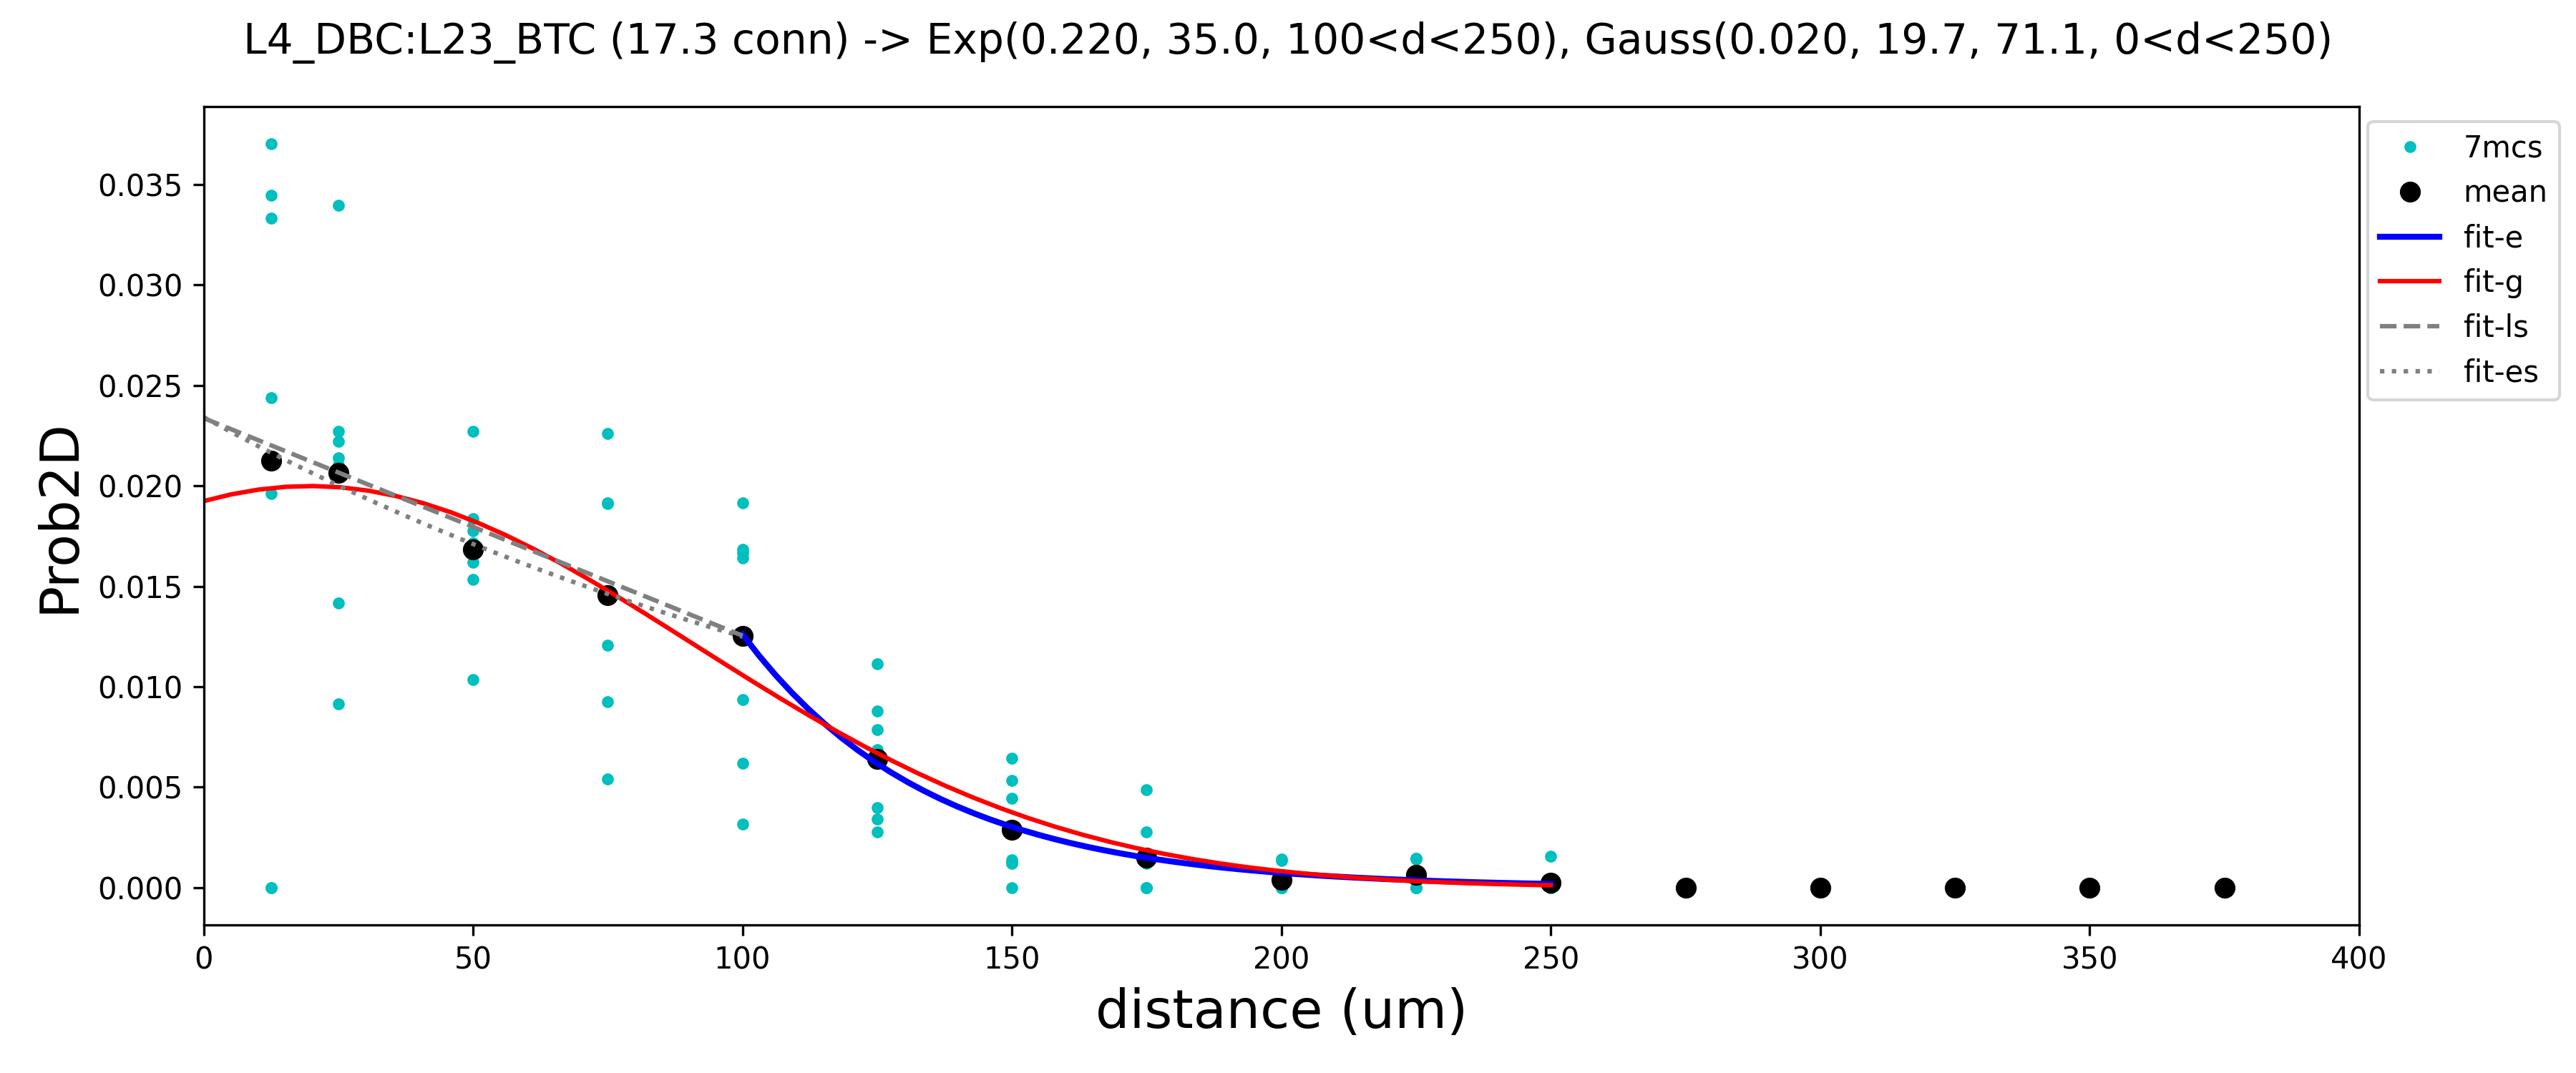 L4_DBC:L23_BTC (17.3 conn) -> Exp(0.220, 35.0, 100<d<250), Gauss(0.020, 19.7, 71.1, 0<d<250)
0.035
0.030
0.025
0.020
0.015
0.010
0.005
0.000
Prob2D
0 50 100 150 200 250 300 350 400
distance (um)
7mcs
mean
fit-e
fit-g
fit-ls
fit-es